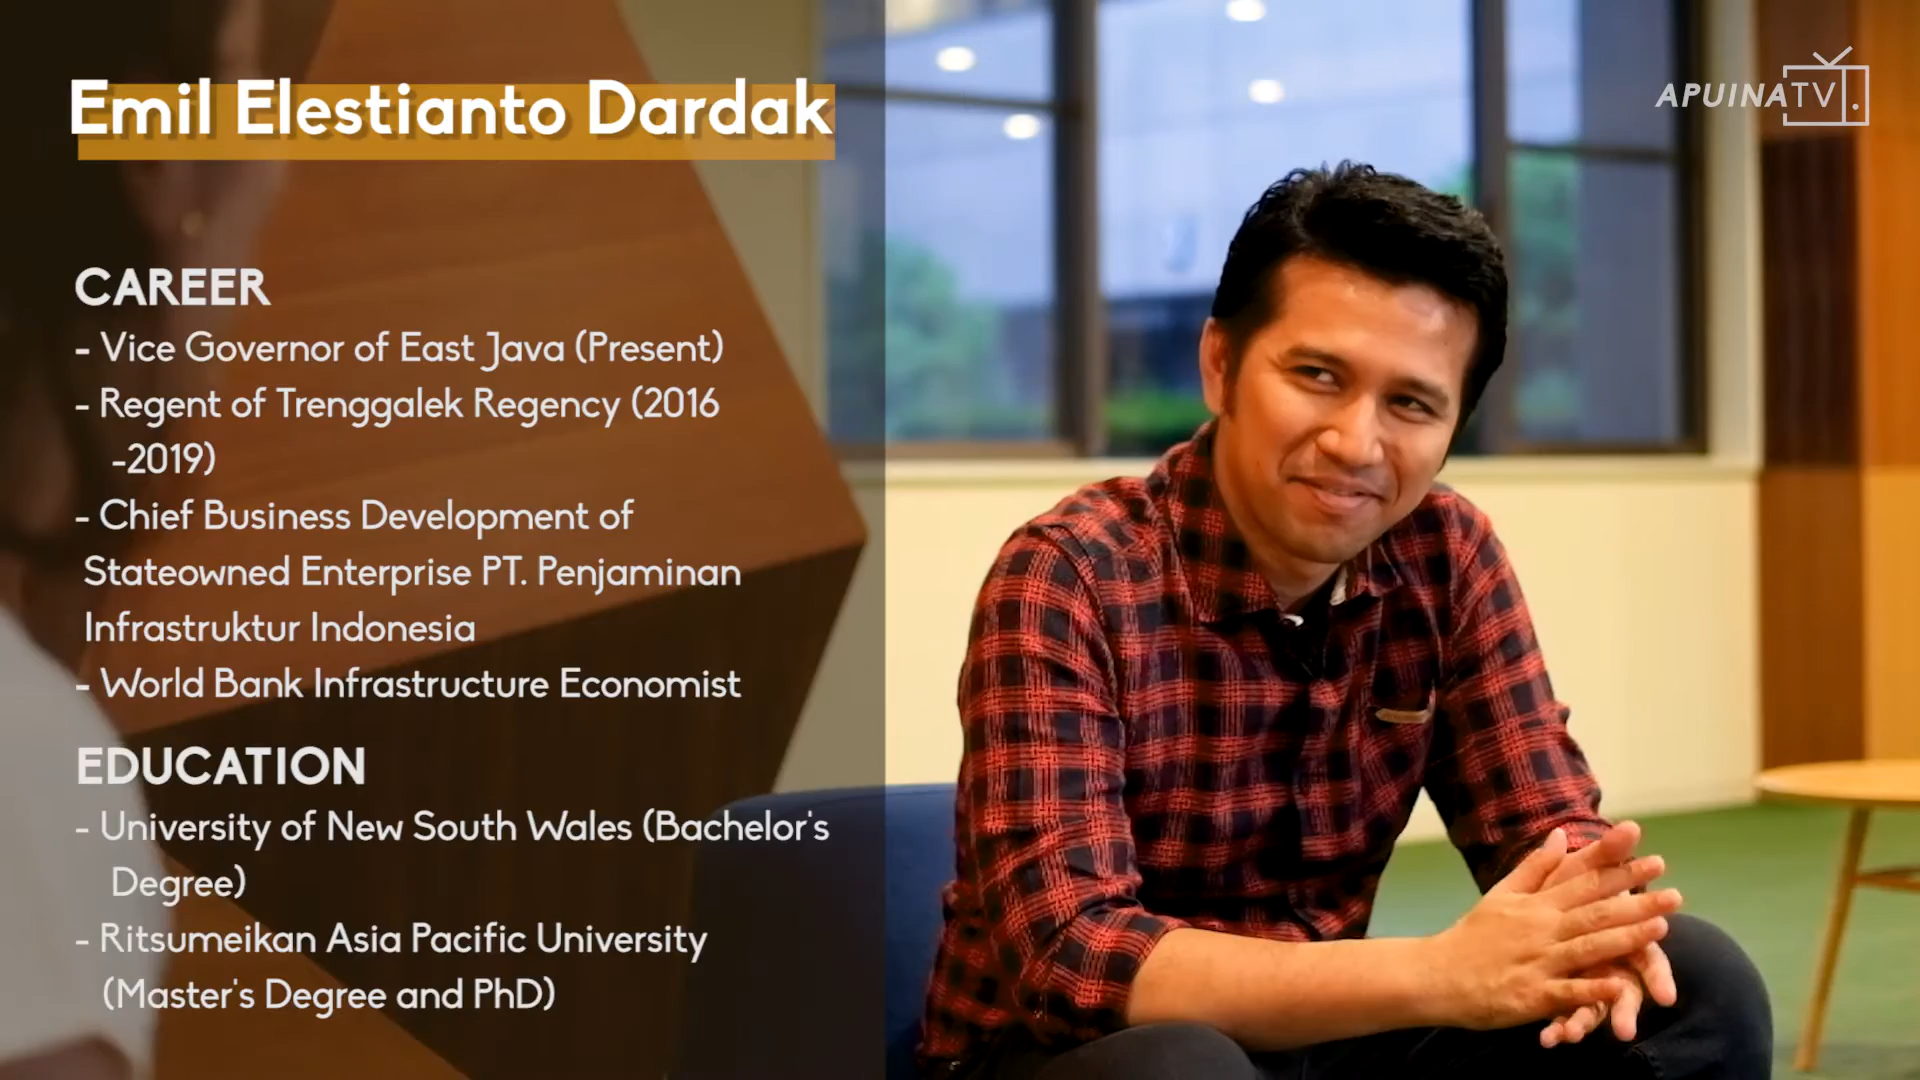 Emil Elestianto Dardak
APUINATV
CAREER
- Vice Governor of East Java (Present)
- Regent of Trenggalek Regency (2016
-2019)
- Chief Business Development of
Stateowned Enterprise PT. Penjaminan
Infrastruktur Indonesia
- World Bank Infrastructure Economist
EDUCATION
- University of New South Wales (Bachelor's
Degree)
- Ritsumeikan Asia Pacific University
(Master's Degree and PhD)